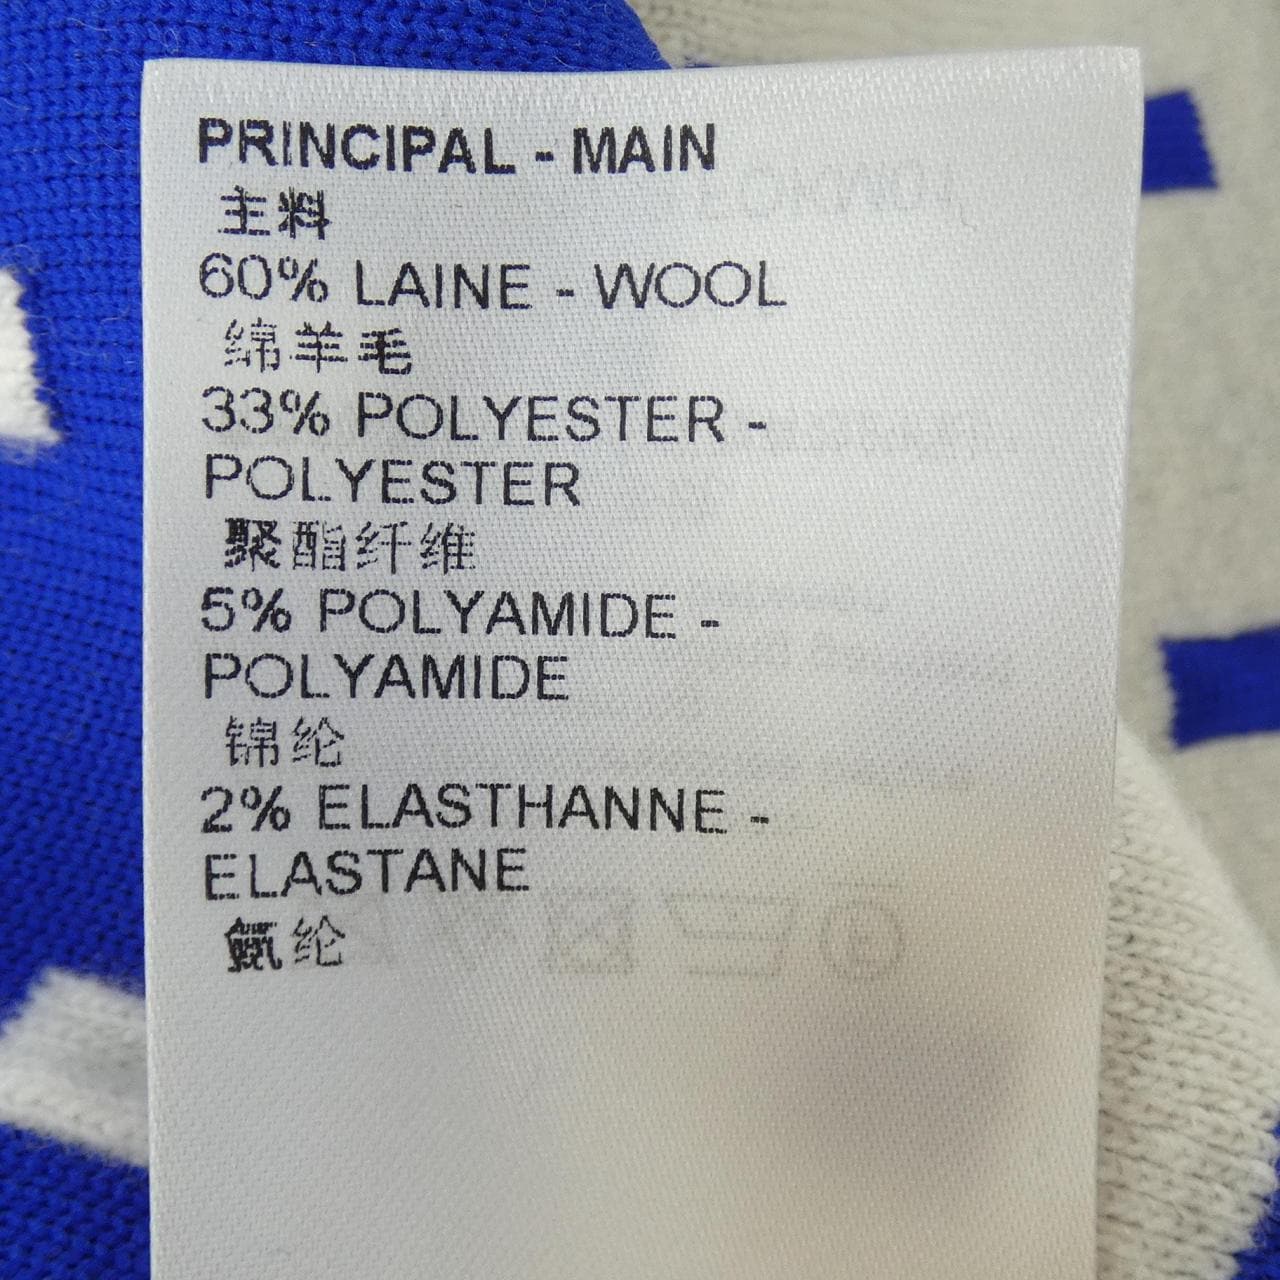 PRINCIPAL - MAIN
主料
60% LAINE - WOOL
绵羊毛
33% POLYESTER -
POLYESTER
聚酯纤维
5% POLYAMIDE -
POLYAMIDE
锦纶
2% ELASTHANNE -
ELASTANE
氨纶